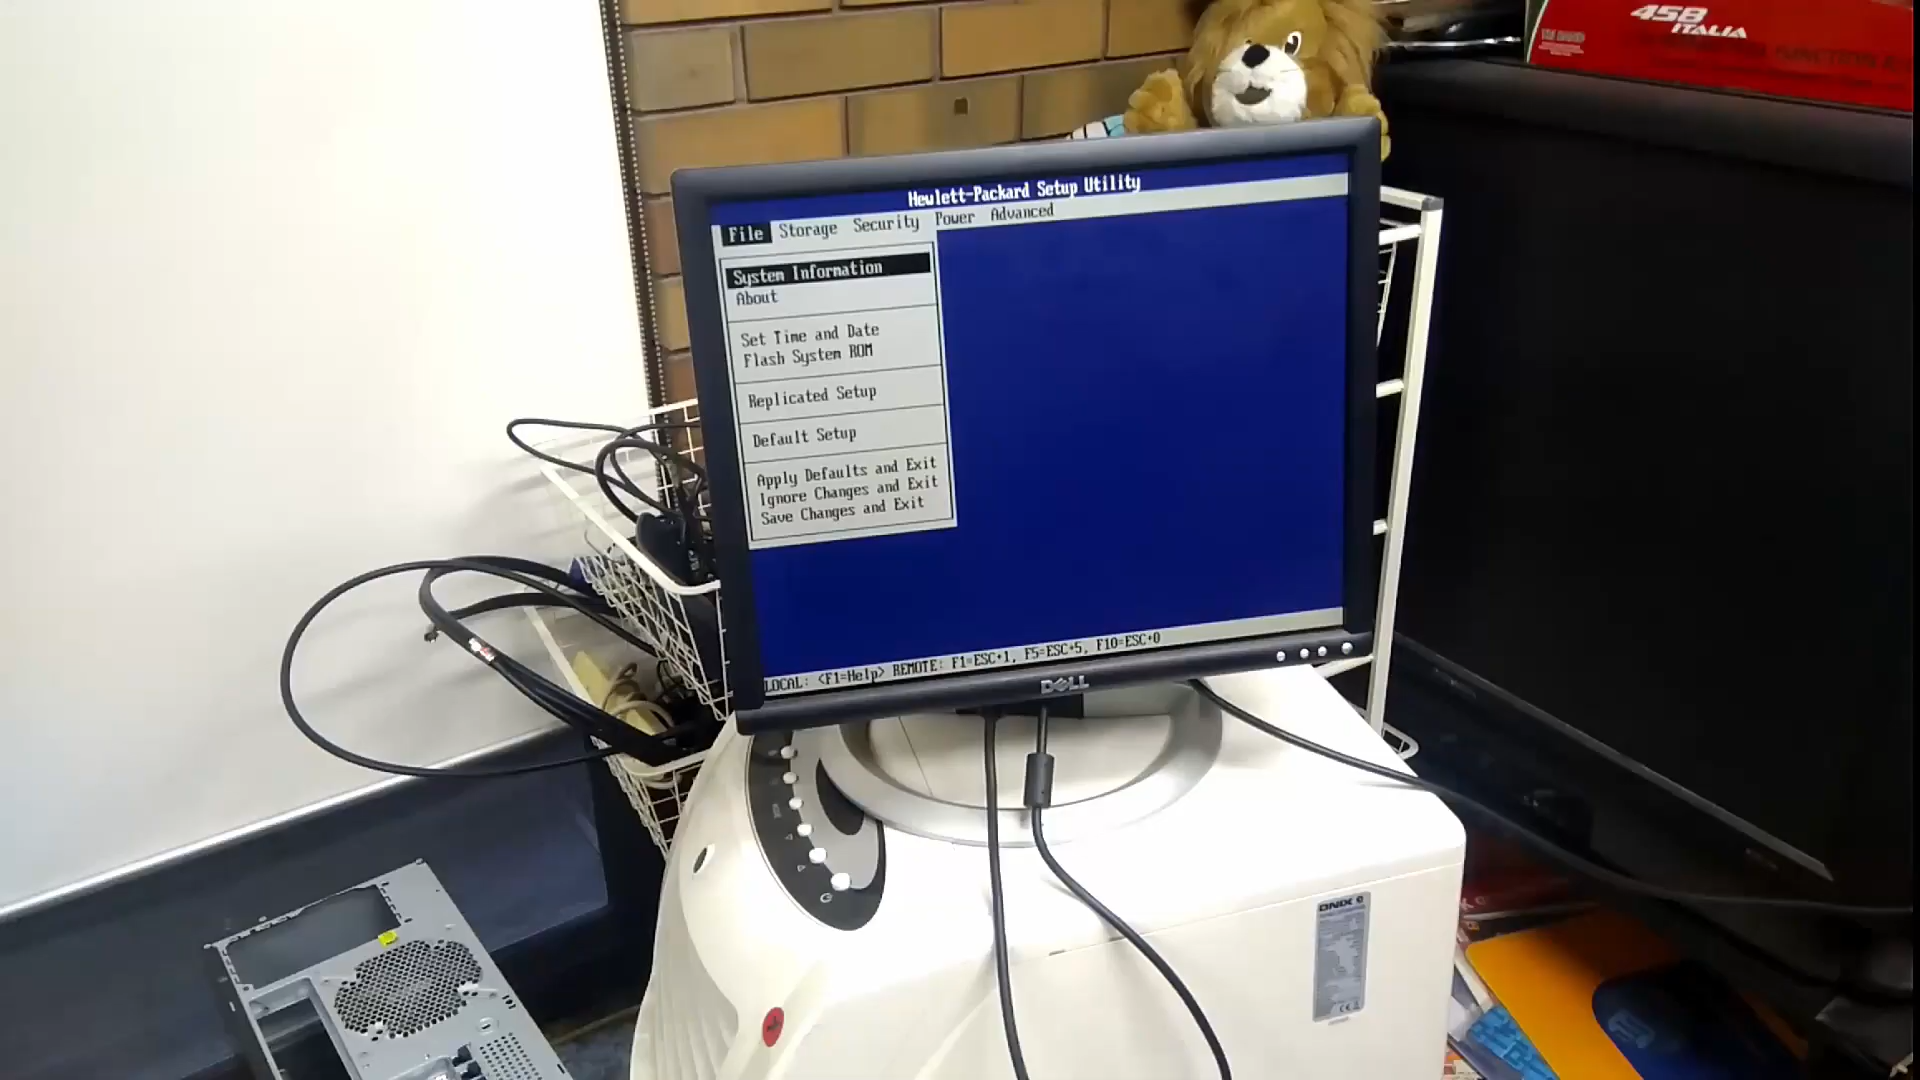 458
ITALIA
Hewlett-Packard Setup Utility
File Storage Security Power Advanced
System Information
About
Set Time and Date
Flash System ROM
Replicated Setup
Default Setup
Apply Defaults and Exit
Ignore Changes and Exit
Save Changes and Exit
LOCAL: <F1=Help> REMOTE: F1=ESC+1, F5=ESC+5, F10=ESC+0
DELL
ONIX